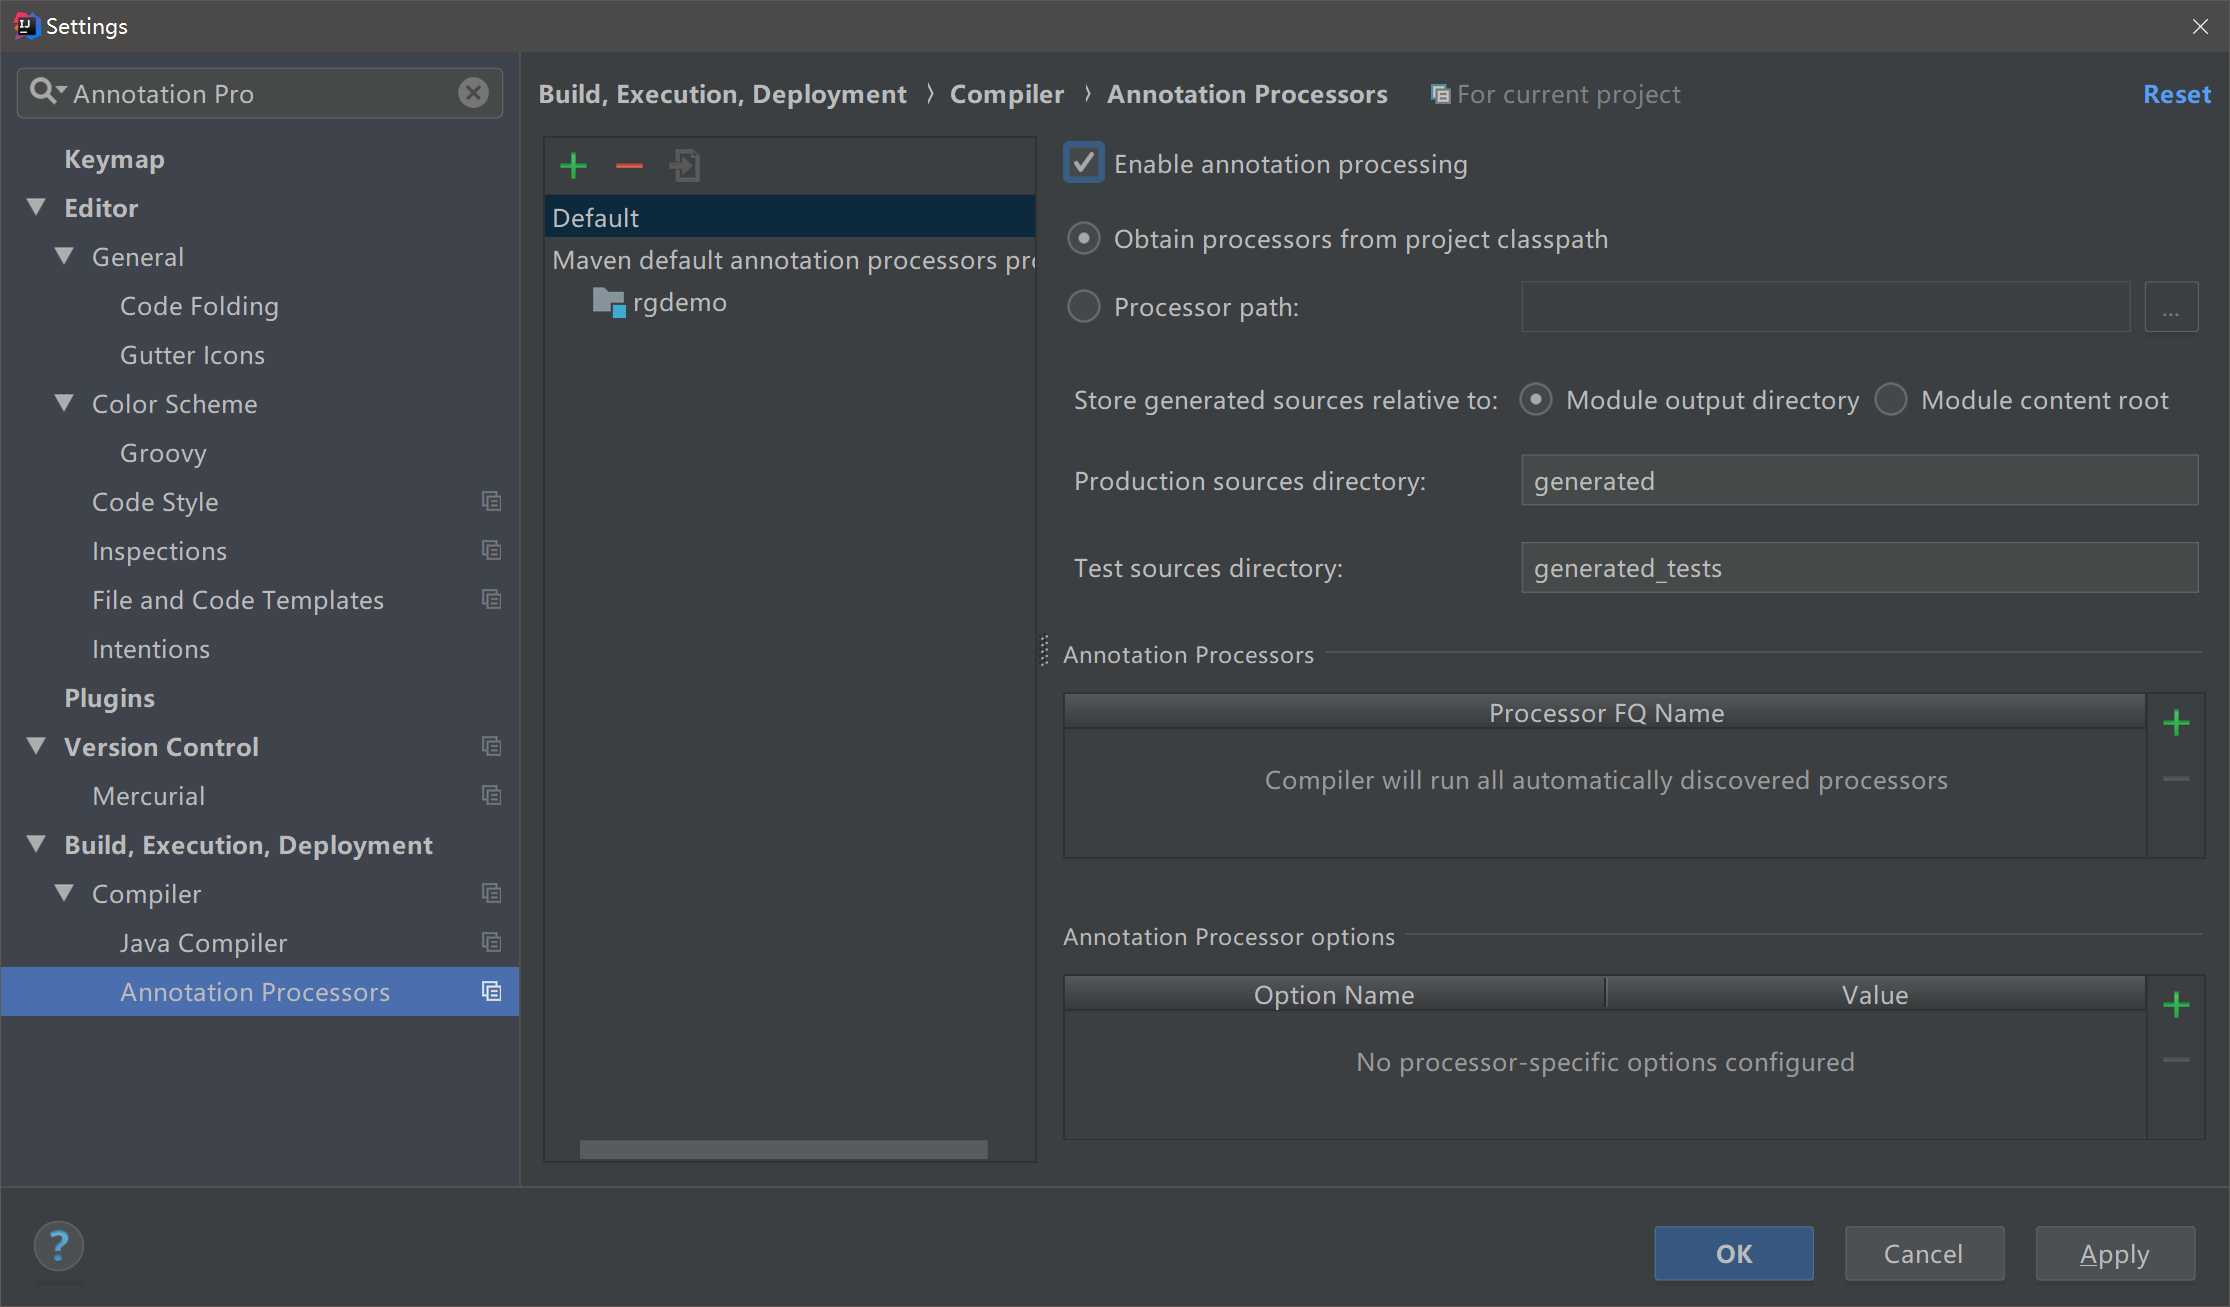 Settings
Annotation Pro
Keymap
Editor
General
Code Folding
Gutter Icons
Color Scheme
Groovy
Code Style
Inspections
File and Code Templates
Intentions
Plugins
Version Control
Mercurial
Build, Execution, Deployment
Compiler
Java Compiler
Annotation Processors
Build, Execution, Deployment › Compiler › Annotation Processors For current project Reset
Default
Maven default annotation processors pro
rgdemo
Enable annotation processing
Obtain processors from project classpath
Processor path: ...
Store generated sources relative to: Module output directory Module content root
Production sources directory: generated
Test sources directory: generated_tests
Annotation Processors
Processor FQ Name
Compiler will run all automatically discovered processors
Annotation Processor options
Option Name Value
No processor-specific options configured
? OK Cancel Apply